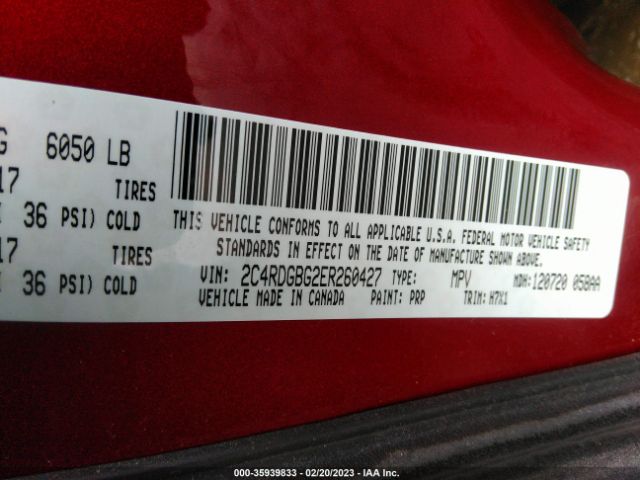 G 6050 LB
17 TIRES
36 PSI) COLD
17 TIRES
36 PSI) COLD
THIS VEHICLE CONFORMS TO ALL APPLICABLE U.S.A. FEDERAL MOTOR VEHICLE SAFETY
STANDARDS IN EFFECT ON THE DATE OF MANUFACTURE SHOWN ABOVE.
VIN: 2C4RDGBG2ER260427 TYPE: MPV MDH: 120720 058AA
VEHICLE MADE IN CANADA PAINT: PRP TRIM: H7X1
000-35939833 - 02/20/2023 - IAA Inc.